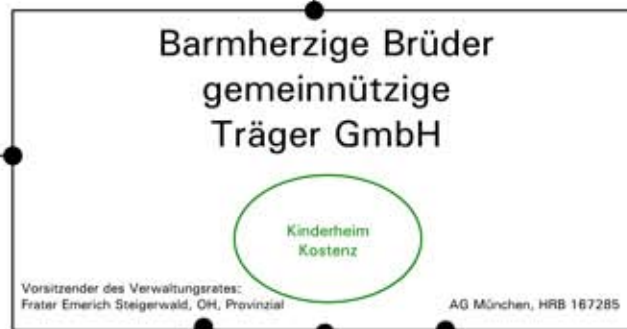 Barmherzige Brüder
gemeinnützige
Träger GmbH
Kinderheim
Kostenz
Vorsitzender des Verwaltungsrates:
Frater Emerich Steigerwald, OH, Provinzial
AG München, HRB 167285